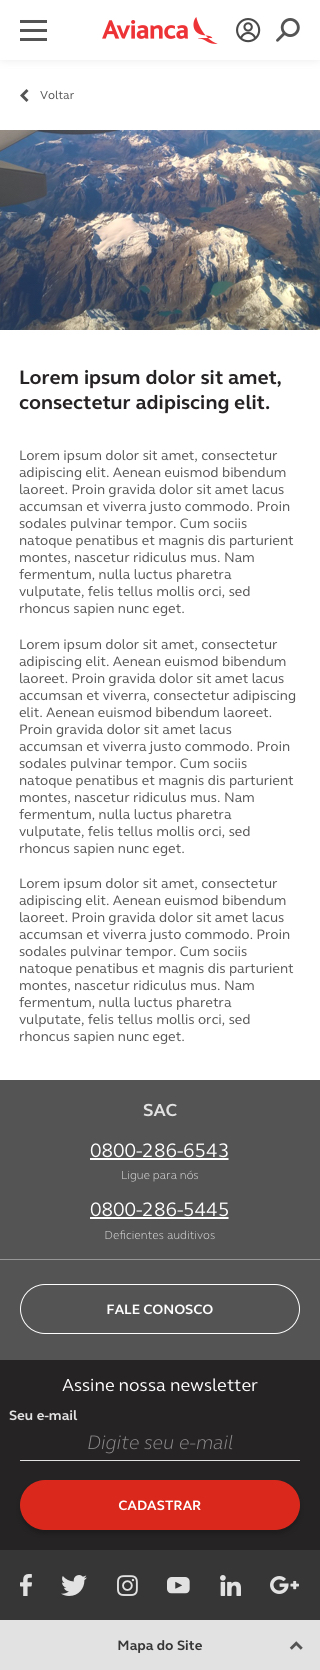 Avianca
Voltar
Lorem ipsum dolor sit amet,
consectetur adipiscing elit.
Lorem ipsum dolor sit amet, consectetur
adipiscing elit. Aenean euismod bibendum
laoreet. Proin gravida dolor sit amet lacus
accumsan et viverra justo commodo. Proin
sodales pulvinar tempor. Cum sociis
natoque penatibus et magnis dis parturient
montes, nascetur ridiculus mus. Nam
fermentum, nulla luctus pharetra
vulputate, felis tellus mollis orci, sed
rhoncus sapien nunc eget.
Lorem ipsum dolor sit amet, consectetur
adipiscing elit. Aenean euismod bibendum
laoreet. Proin gravida dolor sit amet lacus
accumsan et viverra, consectetur adipiscing
elit. Aenean euismod bibendum laoreet.
Proin gravida dolor sit amet lacus
accumsan et viverra justo commodo. Proin
sodales pulvinar tempor. Cum sociis
natoque penatibus et magnis dis parturient
montes, nascetur ridiculus mus. Nam
fermentum, nulla luctus pharetra
vulputate, felis tellus mollis orci, sed
rhoncus sapien nunc eget.
Lorem ipsum dolor sit amet, consectetur
adipiscing elit. Aenean euismod bibendum
laoreet. Proin gravida dolor sit amet lacus
accumsan et viverra justo commodo. Proin
sodales pulvinar tempor. Cum sociis
natoque penatibus et magnis dis parturient
montes, nascetur ridiculus mus. Nam
fermentum, nulla luctus pharetra
vulputate, felis tellus mollis orci, sed
rhoncus sapien nunc eget.
SAC
0800-286-6543
Ligue para nós
0800-286-5445
Deficientes auditivos
FALE CONOSCO
Assine nossa newsletter
Seu e-mail
Digite seu e-mail
CADASTRAR
Mapa do Site